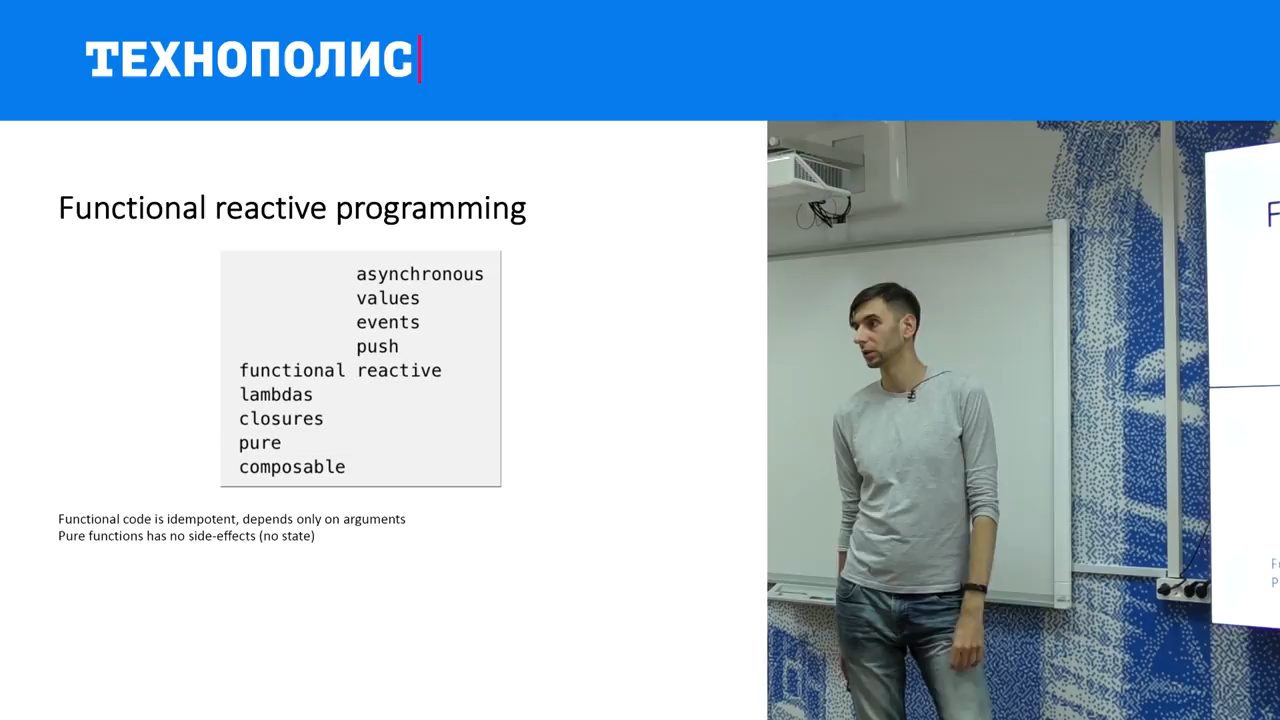 ТЕХНОПОЛИС
Functional reactive programming
asynchronous
values
events
push
functional reactive
lambdas
closures
pure
composable
Functional code is idempotent, depends only on arguments
Pure functions has no side-effects (no state)
F
Fu
P